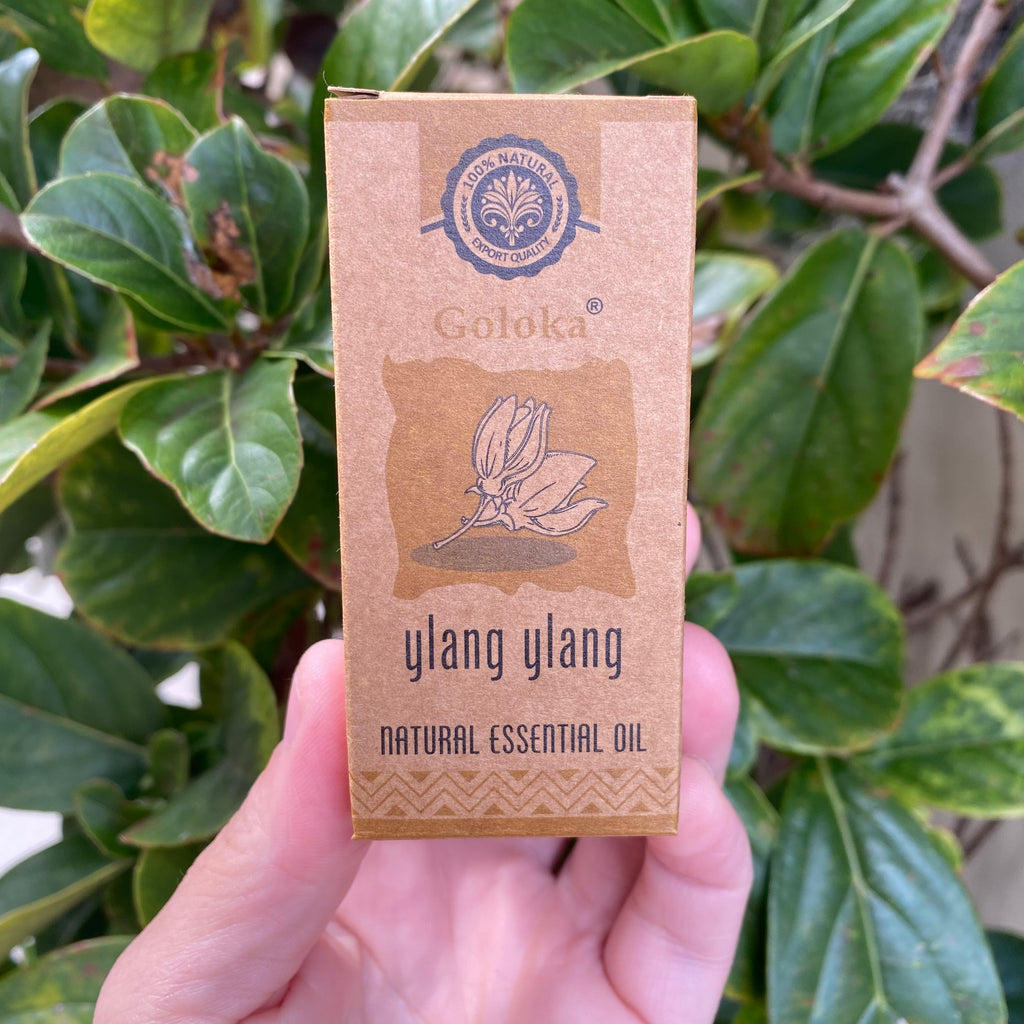 100% NATURAL
EXPORT QUALITY
Goloka®
ylang ylang
NATURAL ESSENTIAL OIL